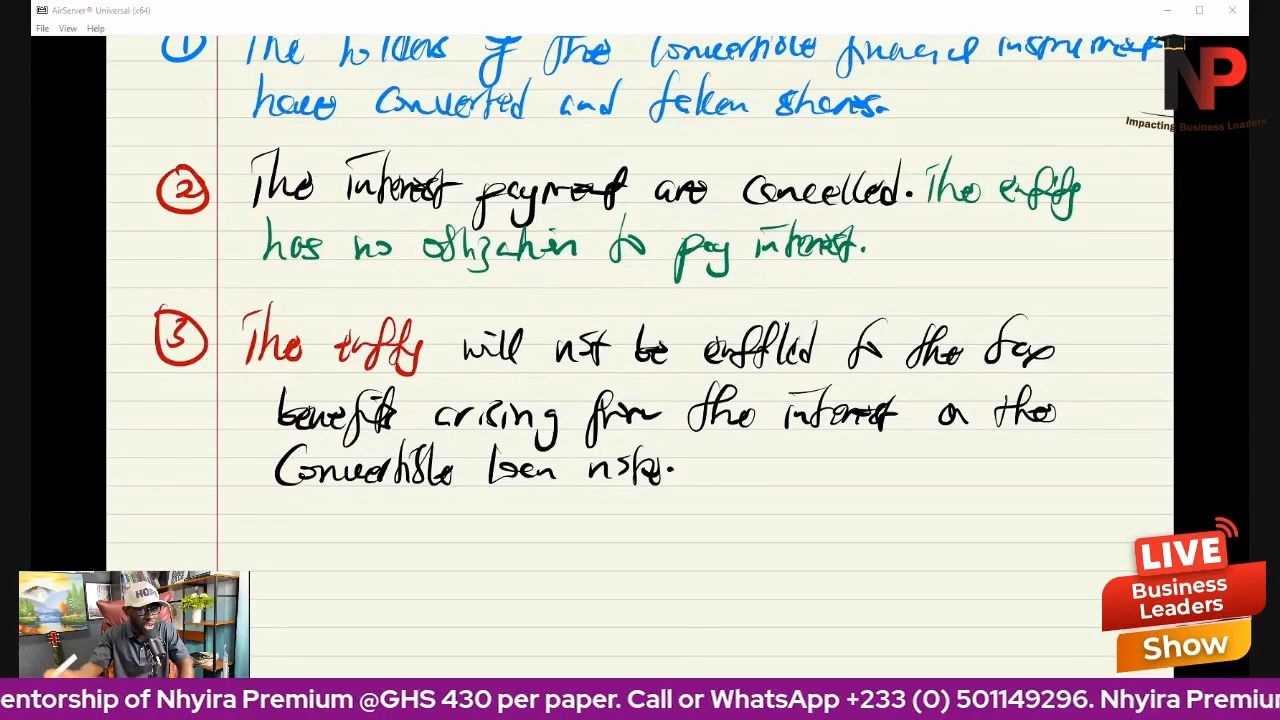 AirServer® Universal (x64)
File View Help
① The holders of the Convertible financial instrument
have converted and taken shares.
② The Interest payment are cancelled. The entity
has no obligation to pay interest.
③ The entity will not be entitled to the tax
benefits arising from the interest on the
Convertible loan note.
NP
Impacting Business Leaders
LIVE
Business
Leaders
Show
entorship of Nhyira Premium @GHS 430 per paper. Call or WhatsApp +233 (0) 501149296. Nhyira Premiu